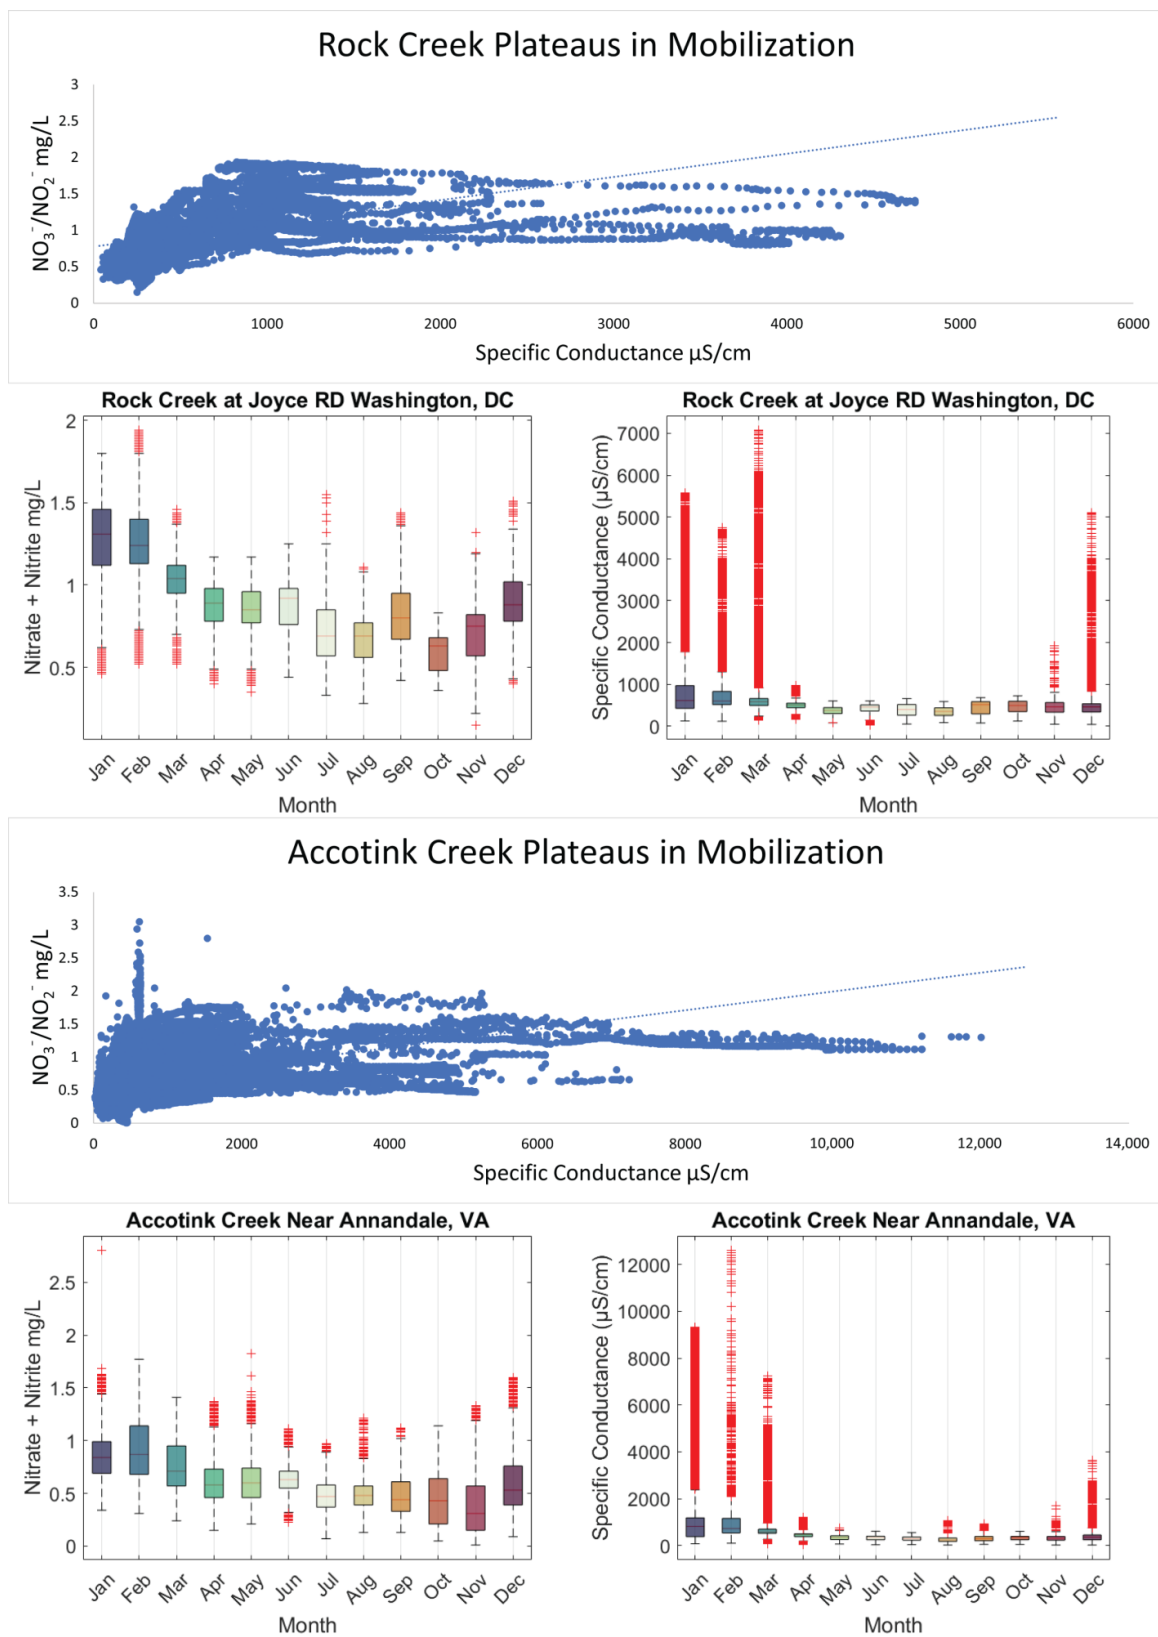 Rock Creek Plateaus in Mobilization
3
2.5
2
1.5
1
0.5
0
NO₃⁻/NO₂⁻ mg/L
0 1000 2000 3000 4000 5000 6000
Specific Conductance µS/cm
Rock Creek at Joyce RD Washington, DC
2
1.5
1
0.5
Nitrate + Nitrite mg/L
Jan Feb Mar Apr May Jun Jul Aug Sep Oct Nov Dec
Month
Rock Creek at Joyce RD Washington, DC
7000
6000
5000
4000
3000
2000
1000
0
Specific Conductance (µS/cm)
Jan Feb Mar Apr May Jun Jul Aug Sep Oct Nov Dec
Month
Accotink Creek Plateaus in Mobilization
3.5
3
2.5
2
1.5
1
0.5
0
NO₃⁻/NO₂⁻ mg/L
0 2000 4000 6000 8000 10,000 12,000 14,000
Specific Conductance µS/cm
Accotink Creek Near Annandale, VA
2.5
2
1.5
1
0.5
0
Nitrate + Nitrite mg/L
Jan Feb Mar Apr May Jun Jul Aug Sep Oct Nov Dec
Month
Accotink Creek Near Annandale, VA
12000
10000
8000
6000
4000
2000
0
Specific Conductance (µS/cm)
Jan Feb Mar Apr May Jun Jul Aug Sep Oct Nov Dec
Month